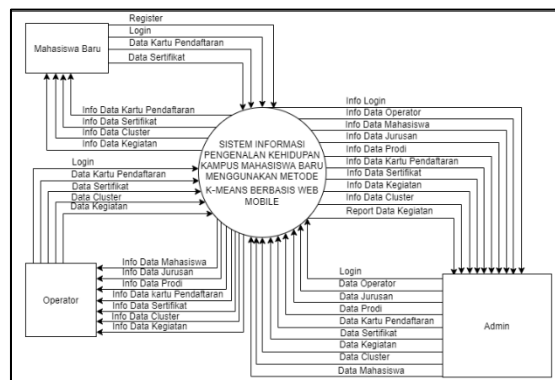 Register
Login
Data Kartu Pendaftaran
Data Sertifikat
Mahasiswa Baru
Info Data Kartu Pendaftaran
Info Data Sertifikat
Info Data Cluster
Info Data Kegiatan
SISTEM INFORMASI
PENGENALAN KEHIDUPAN
KAMPUS MAHASISWA BARU
MENGGUNAKAN METODE
K-MEANS BERBASIS WEB
MOBILE
Info Login
Info Data Operator
Info Data Mahasiswa
Info Data Jurusan
Info Data Prodi
Info Data Kartu Pendaftaran
Info Data Sertifikat
Info Data Kegiatan
Info Data Cluster
Report Data Kegiatan
Login
Data Kartu Pendaftaran
Data Sertifikat
Data Cluster
Data Kegiatan
Operator
Info Data Mahasiswa
Info Data Jurusan
Info Data Prodi
Info Data kartu Pendaftaran
Info Data Sertifikat
Info Data Cluster
Info Data Kegiatan
Login
Data Operator
Data Jurusan
Data Prodi
Data Kartu Pendaftaran
Data Sertifikat
Data Kegiatan
Data Cluster
Data Mahasiswa
Admin